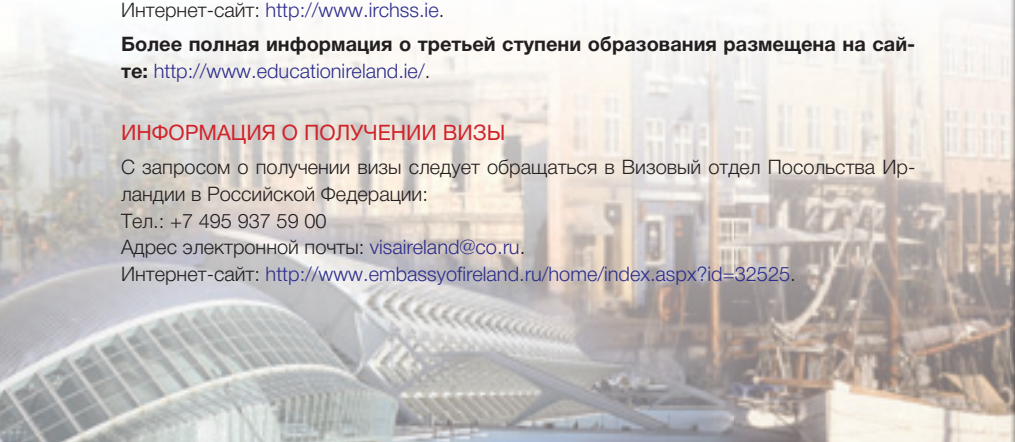 Интернет-сайт: http://www.irchss.ie.
Более полная информация о третьей ступени образования размещена на сай-
те: http://www.educationireland.ie/.
ИНФОРМАЦИЯ О ПОЛУЧЕНИИ ВИЗЫ
С запросом о получении визы следует обращаться в Визовый отдел Посольства Ир-
ландии в Российской Федерации:
Тел.: +7 495 937 59 00
Адрес электронной почты: visaireland@co.ru.
Интернет-сайт: http://www.embassyofireland.ru/home/index.aspx?id=32525.